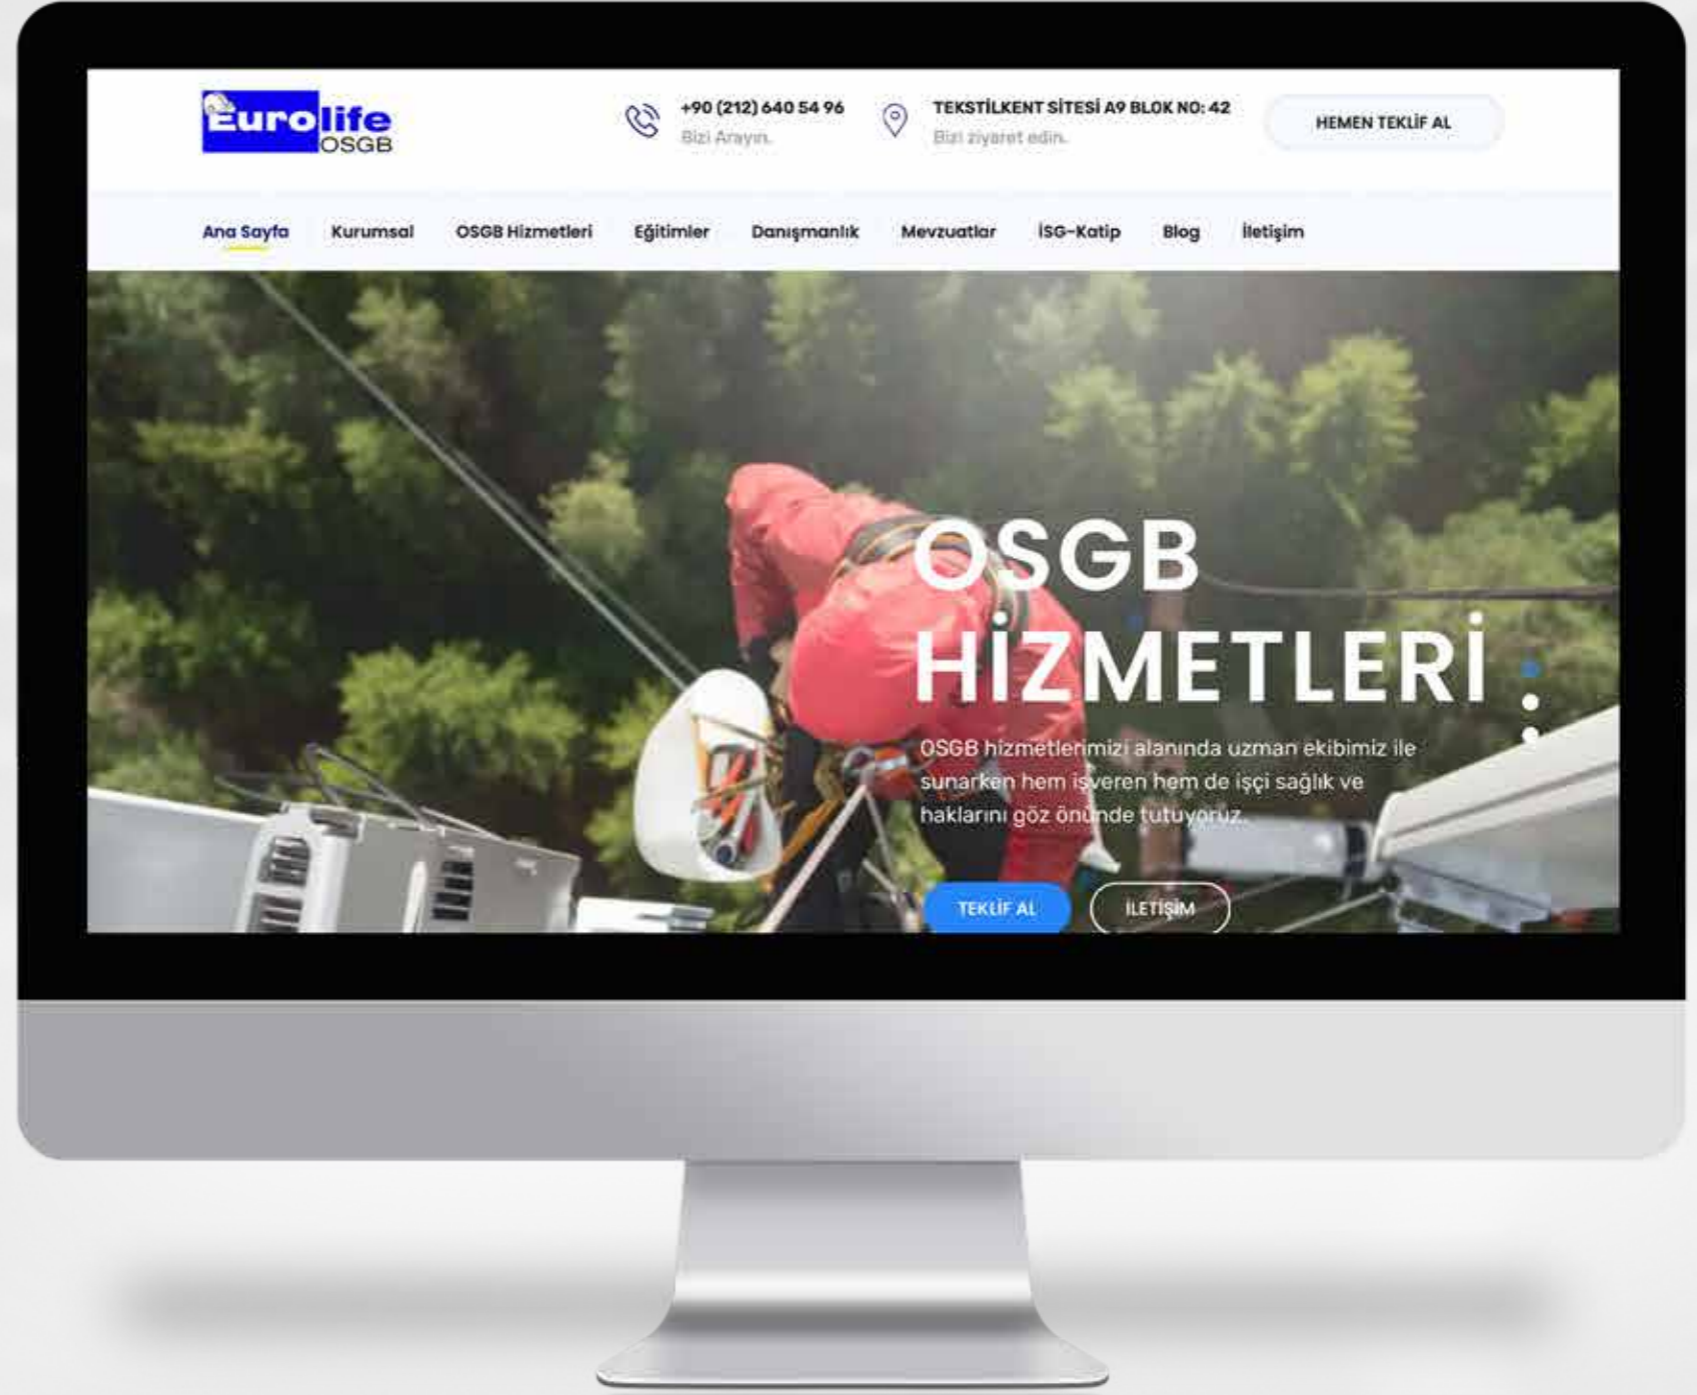 Eurolife
OSGB
+90 (212) 640 54 96
Bizi Arayın.
TEKSTİLKENT SİTESİ A9 BLOK NO: 42
Bizi ziyaret edin.
HEMEN TEKLİF AL
Ana Sayfa Kurumsal OSGB Hizmetleri Eğitimler Danışmanlık Mevzuatlar İSG-Katip Blog İletişim
OSGB
HİZMETLERİ
OSGB hizmetlerimizi alanında uzman ekibimiz ile
sunarken hem işveren hem de işçi sağlık ve
haklarını göz önünde tutuyoruz.
TEKLİF AL
İLETİŞİM